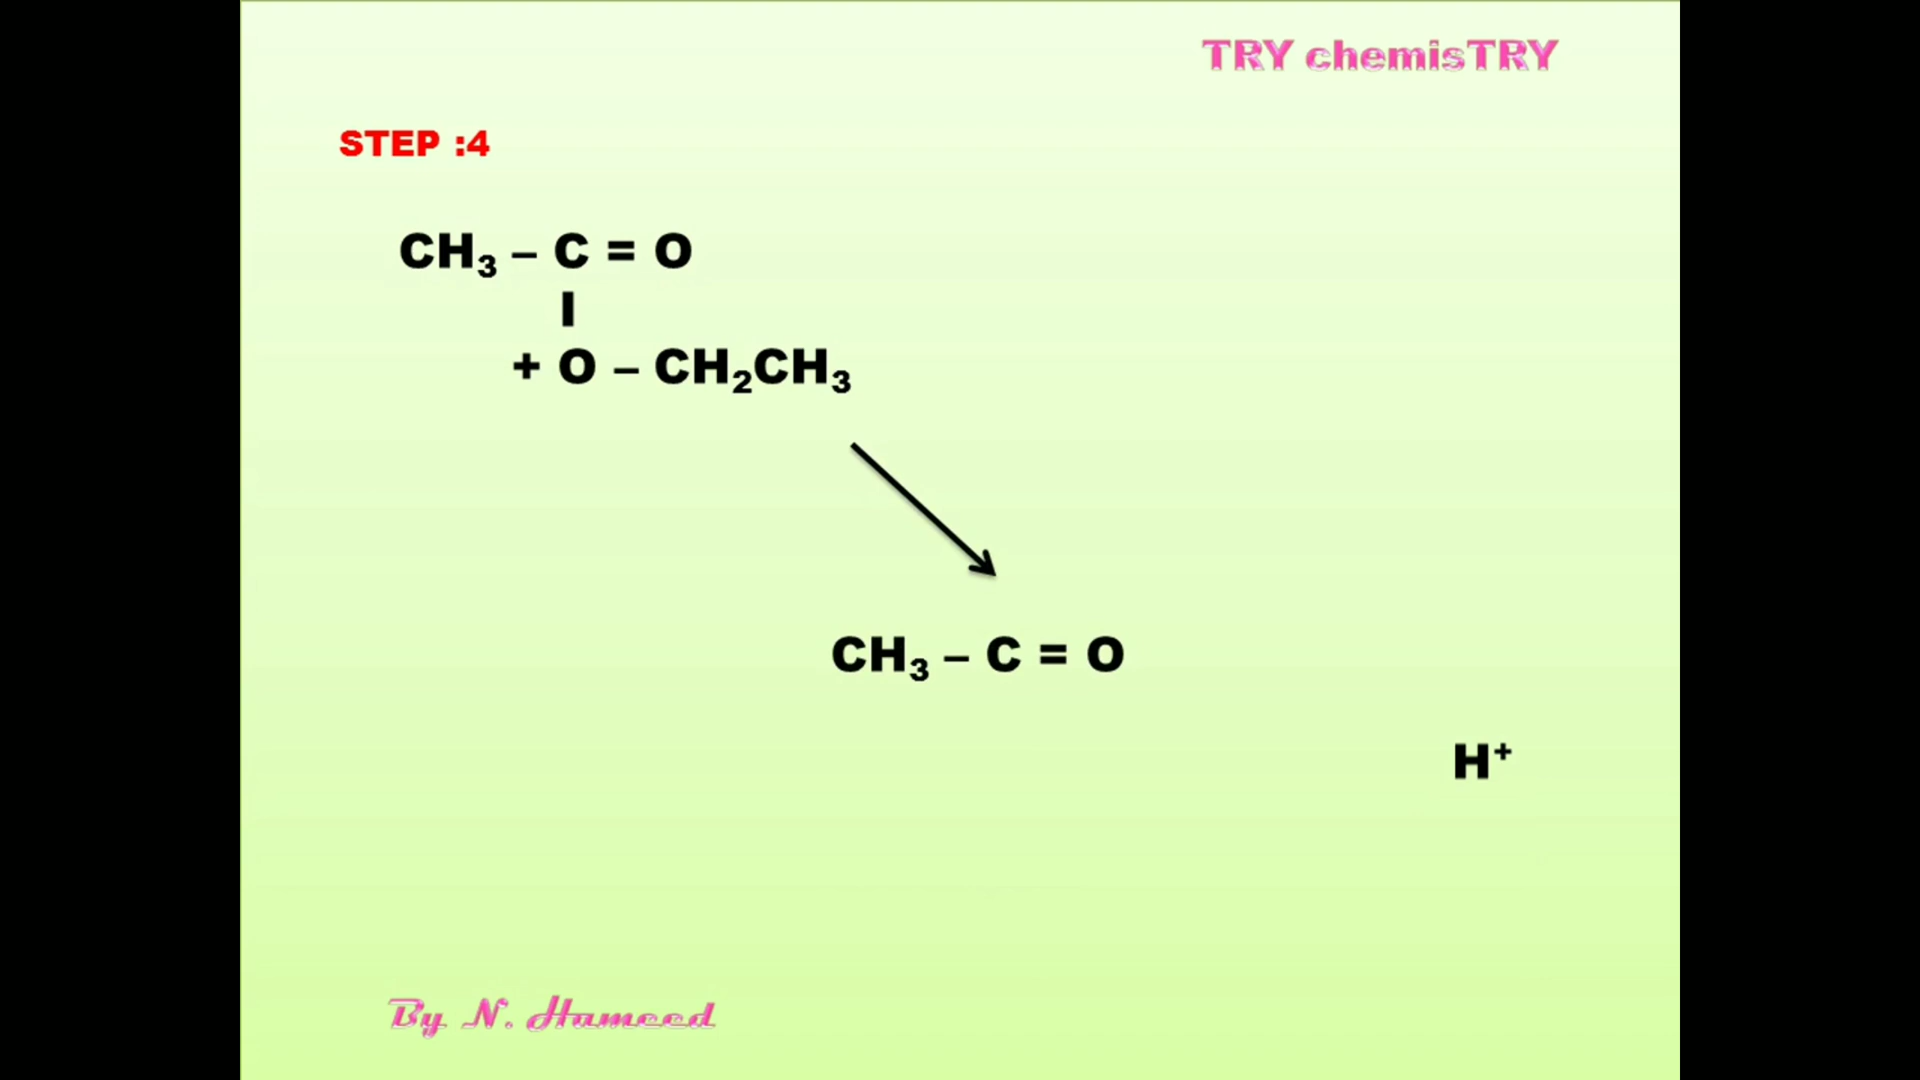 TRY chemisTRY
STEP :4
CH₃ – C = O
I
+ O – CH₂CH₃
CH₃ – C = O
H⁺
By N. Hameed